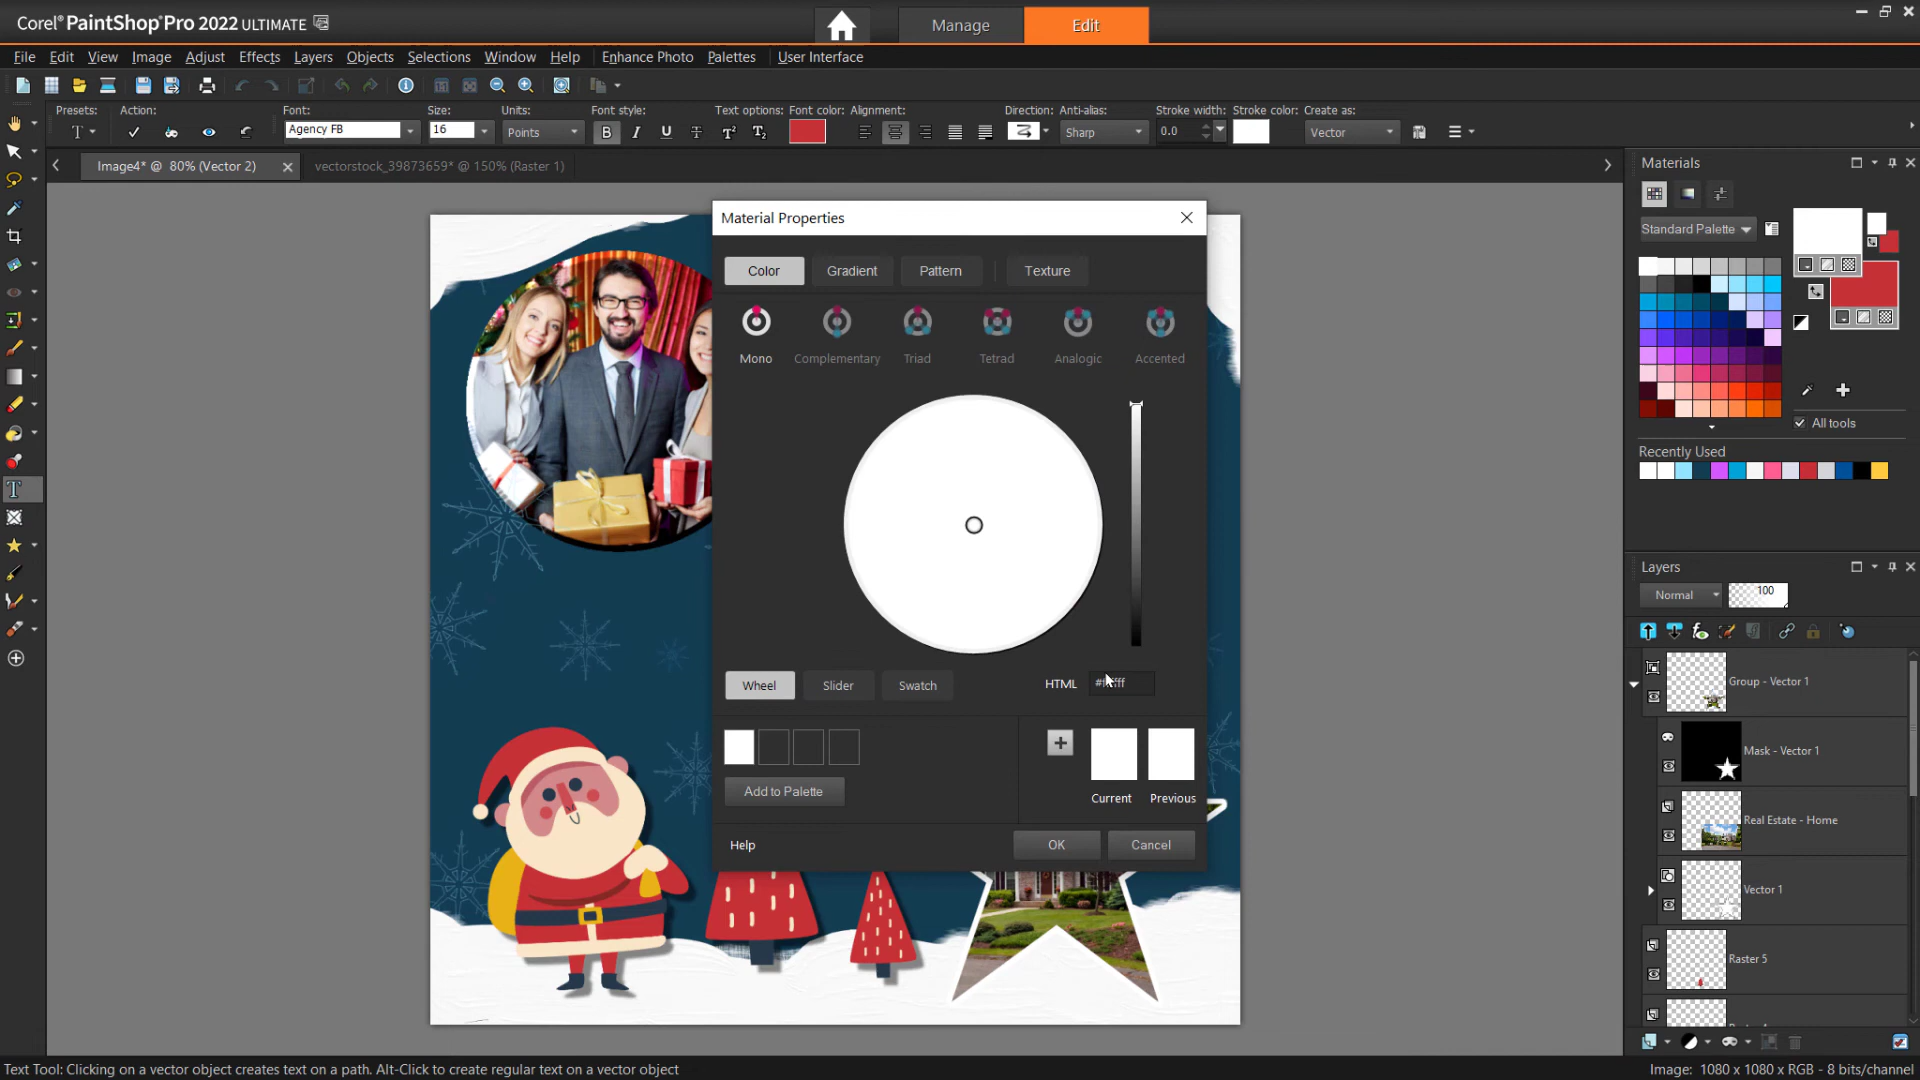 Corel® PaintShop® Pro 2022 ULTIMATE
Manage
Edit
File Edit View Image Adjust Effects Layers Objects Selections Window Help Enhance Photo Palettes User Interface
Presets: Action: Font: Size: Units: Font style: Text options: Font color: Alignment: Direction: Anti-alias: Stroke width: Stroke color: Create as:
Agency FB 16 Points B I U T Sharp 0.0 Vector
Image4* @ 80% (Vector 2)
vectorstock_39873659* @ 150% (Raster 1)
Material Properties
Color Gradient Pattern Texture
Mono Complementary Triad Tetrad Analogic Accented
Wheel Slider Swatch
HTML
Add to Palette
Current Previous
Help
OK
Cancel
Materials
Standard Palette
All tools
Recently Used
Layers
Normal 100
Group - Vector 1
Mask - Vector 1
Real Estate - Home
Vector 1
Raster 5
Text Tool: Clicking on a vector object creates text on a path. Alt-Click to create regular text on a vector object
Image: 1080 x 1080 x RGB - 8 bits/channel